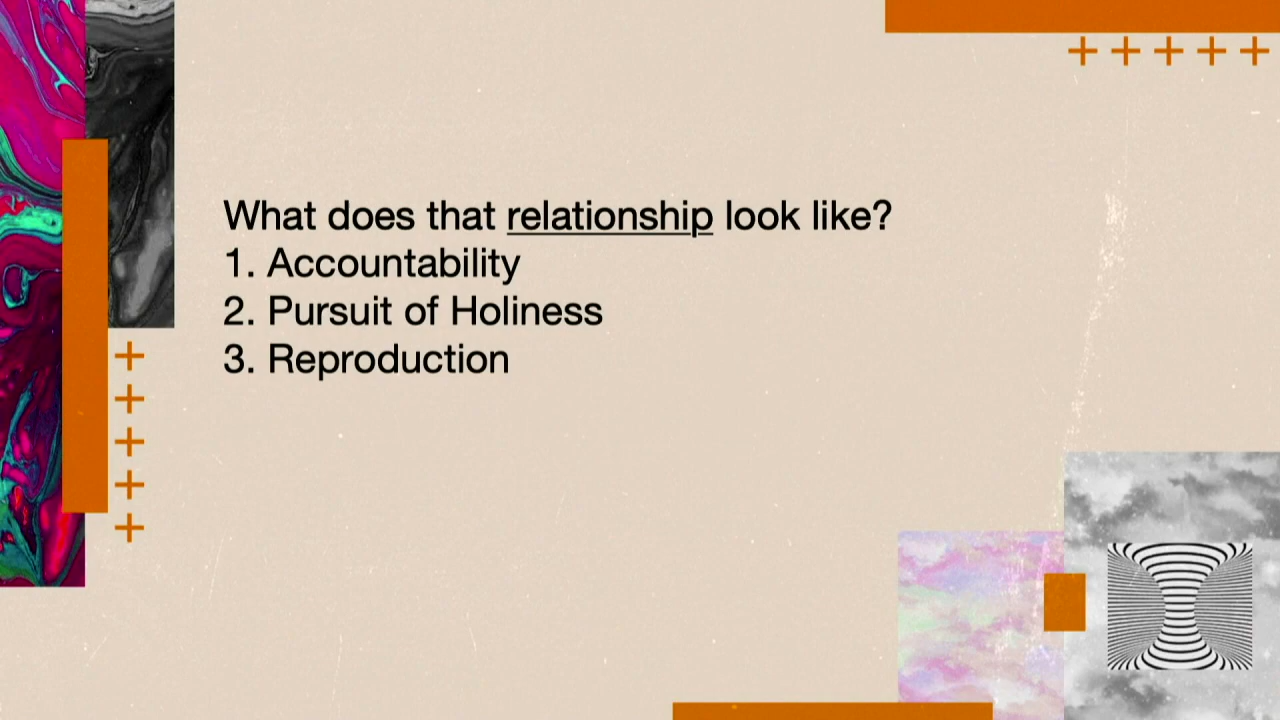 What does that relationship look like?
1. Accountability
2. Pursuit of Holiness
3. Reproduction